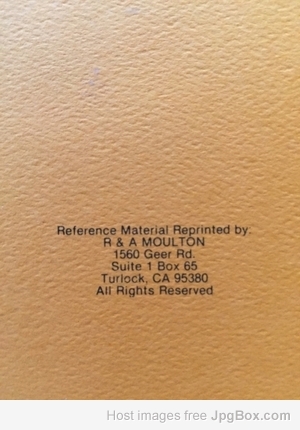 Reference Material Reprinted by:
R & A MOULTON
1560 Geer Rd.
Suite 1 Box 65
Turlock, CA 95380
All Rights Reserved
Host images free JpgBox.com